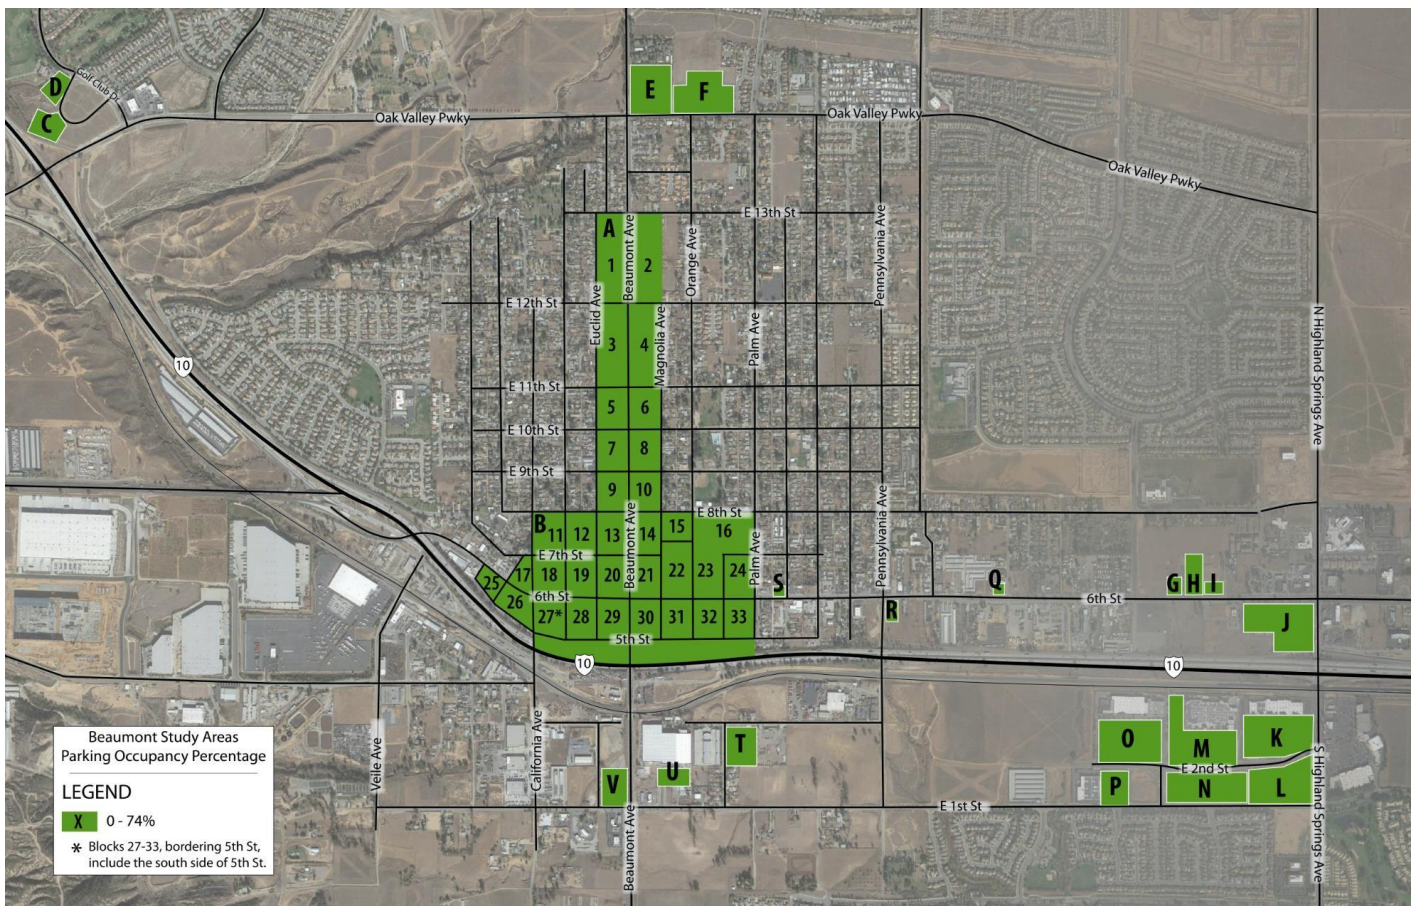 D
Golf Club Dr
C
E
F
Oak Valley Pwky
Oak Valley Pwky
Oak Valley Pwky
E 13th St
A
1
2
Beaumont Ave
Orange Ave
Pennsylvania Ave
E 12th St
Euclid Ave
Magnolia Ave
Palm Ave
N Highland Springs Ave
3
4
10
E 11th St
5
6
E 10th St
7
8
E 9th St
9
10
E 8th St
B
11
12
13
14
15
16
Beaumont Ave
Palm Ave
Pennsylvania Ave
E 7th St
25
17
18
19
20
21
22
23
24
S
Q
G
H
I
26
6th St
6th St
R
27*
28
29
30
31
32
33
J
5th St
10
10
O
M
K
T
E 2nd St
U
V
P
N
L
E 1st St
Veile Ave
California Ave
Beaumont Ave
S Highland Springs Ave
Beaumont Study Areas
Parking Occupancy Percentage
LEGEND
X 0 - 74%
* Blocks 27-33, bordering 5th St,
include the south side of 5th St.